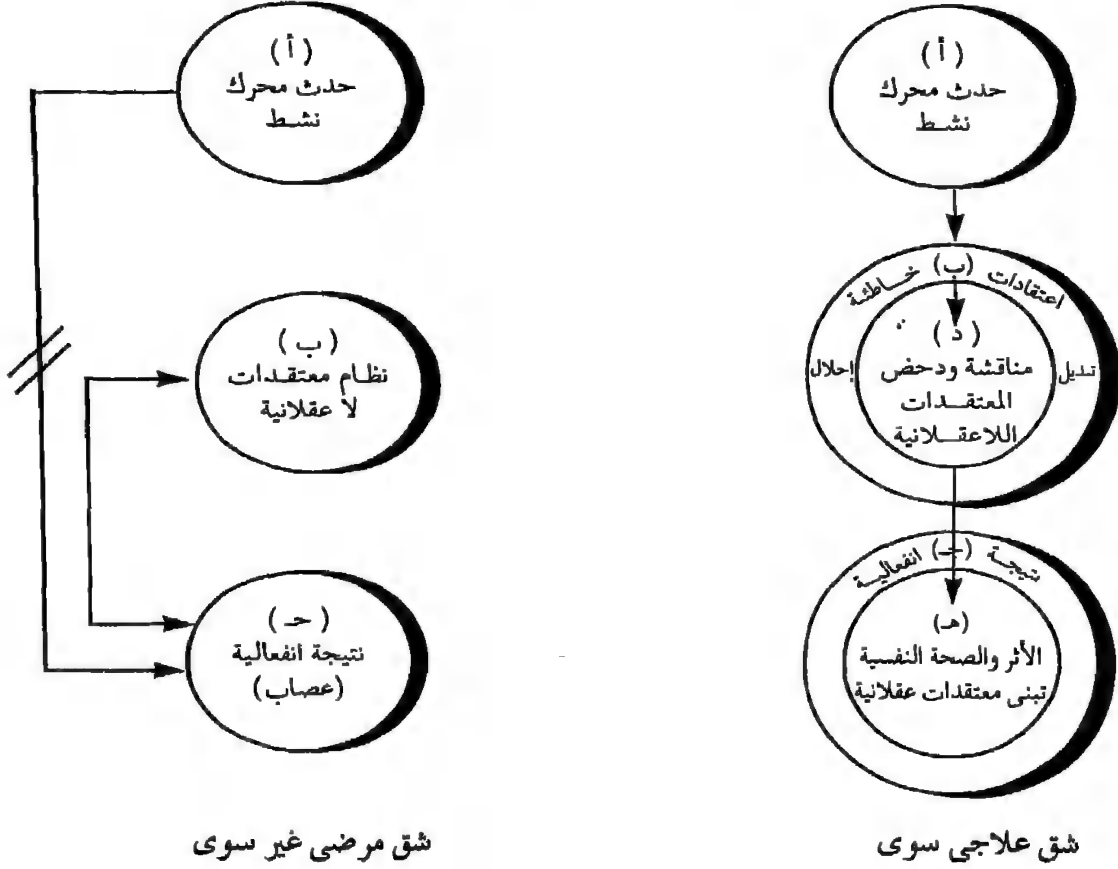 (أ)
حدث محرك
نشط
اعتقادات (ب) خاطئة
تبديل
إحلال
(د)
مناقشة ودحض
المعتقدات
اللاعقلانية
نتيجة (جـ) انفعالية
(هـ)
الأثر والصحة النفسية
تبنى معتقدات عقلانية
شق علاجى سوى
(أ)
حدث محرك
نشط
(ب)
نظام معتقدات
لا عقلانية
(حـ)
نتيجة انفعالية
(عصاب)
شق مرضى غير سوى